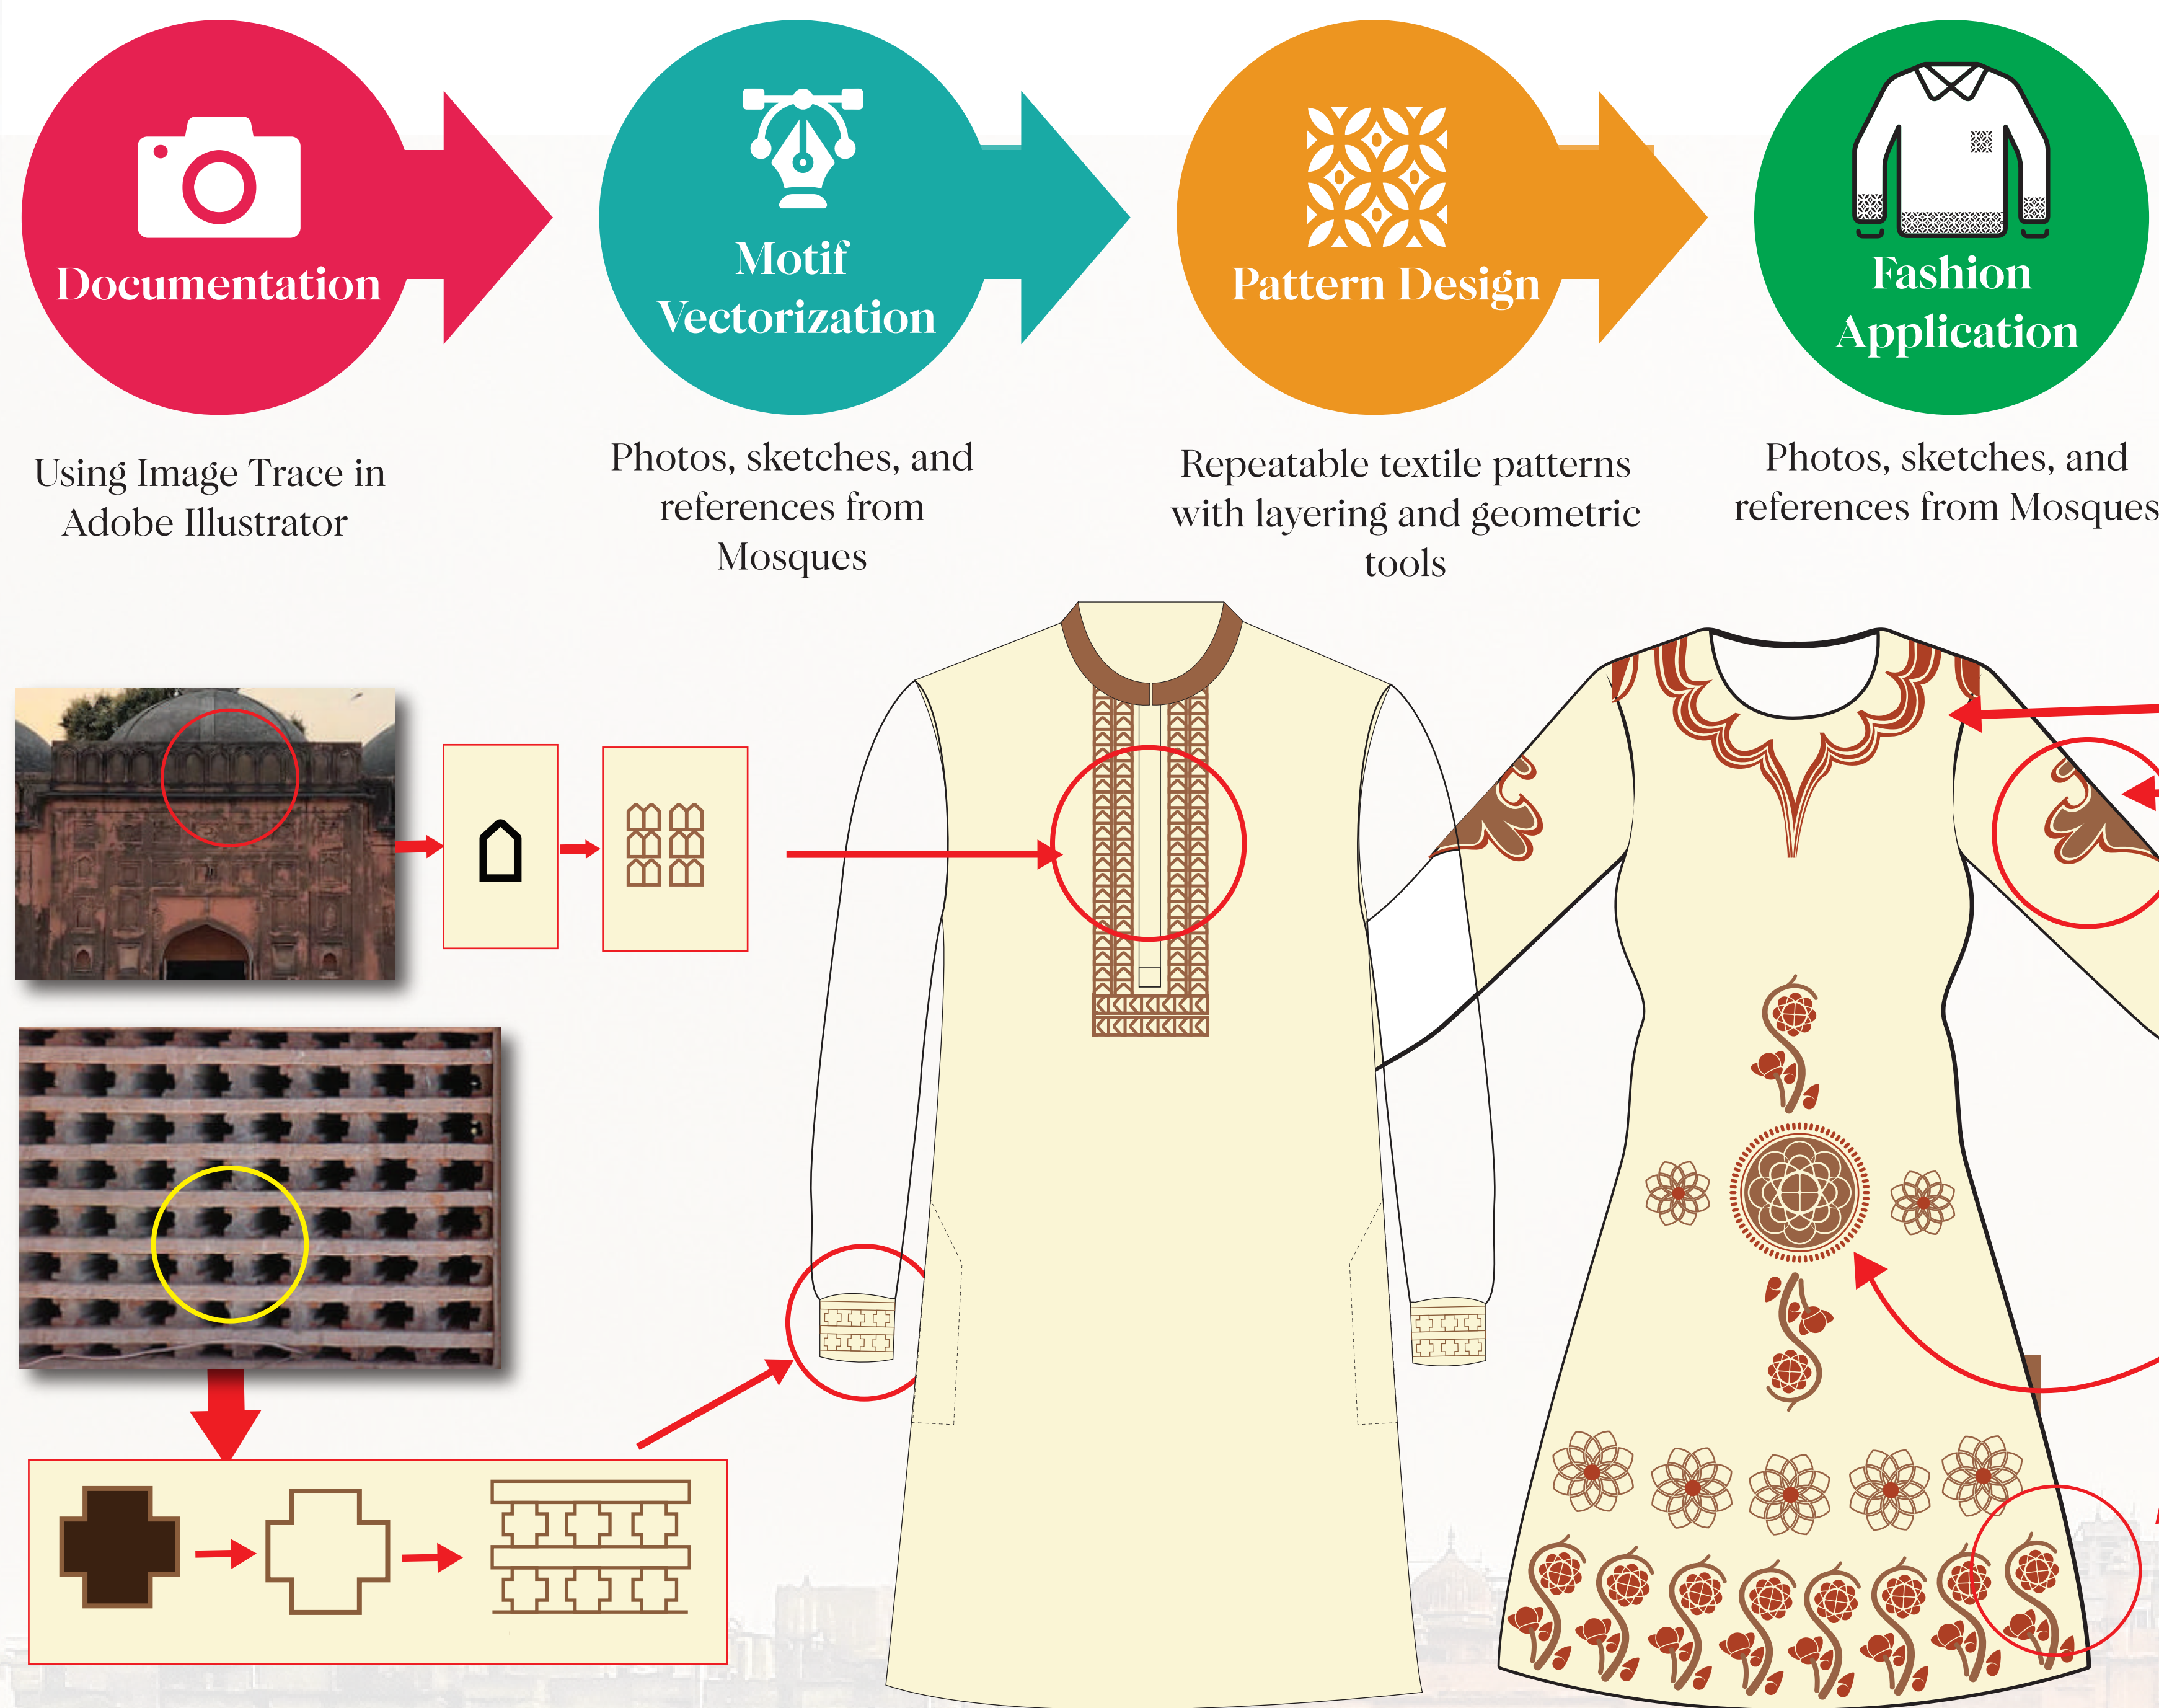 Documentation
Motif
Vectorization
Pattern Design
Fashion
Application
Using Image Trace in
Adobe Illustrator
Photos, sketches, and
references from
Mosques
Repeatable textile patterns
with layering and geometric
tools
Photos, sketches, and
references from Mosques